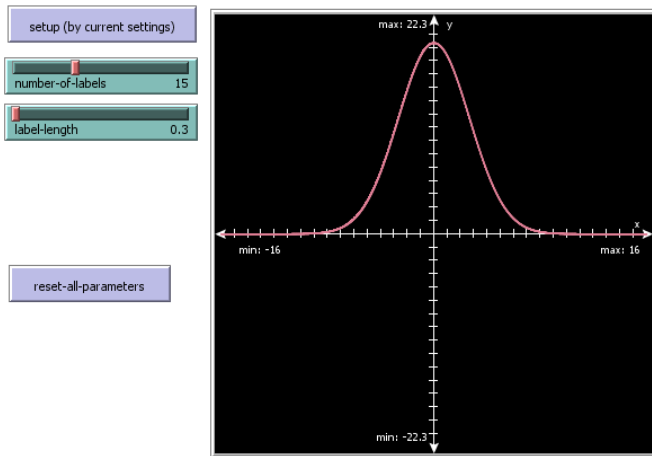 setup (by current settings)
number-of-labels 15
label-length 0.3
reset-all-parameters
max: 22.3 y
x
min: -16 max: 16
min: -22.3